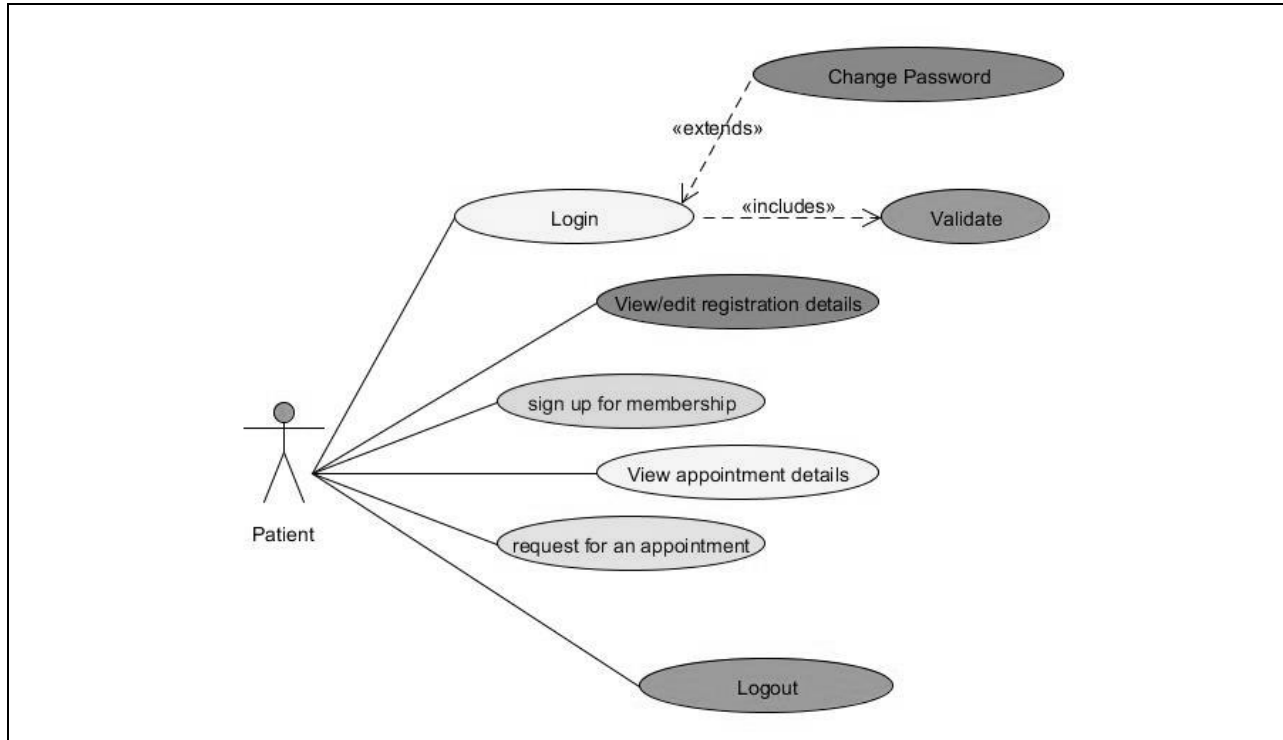 Change Password
«extends»
Login
«includes»
Validate
View/edit registration details
sign up for membership
View appointment details
Patient
request for an appointment
Logout